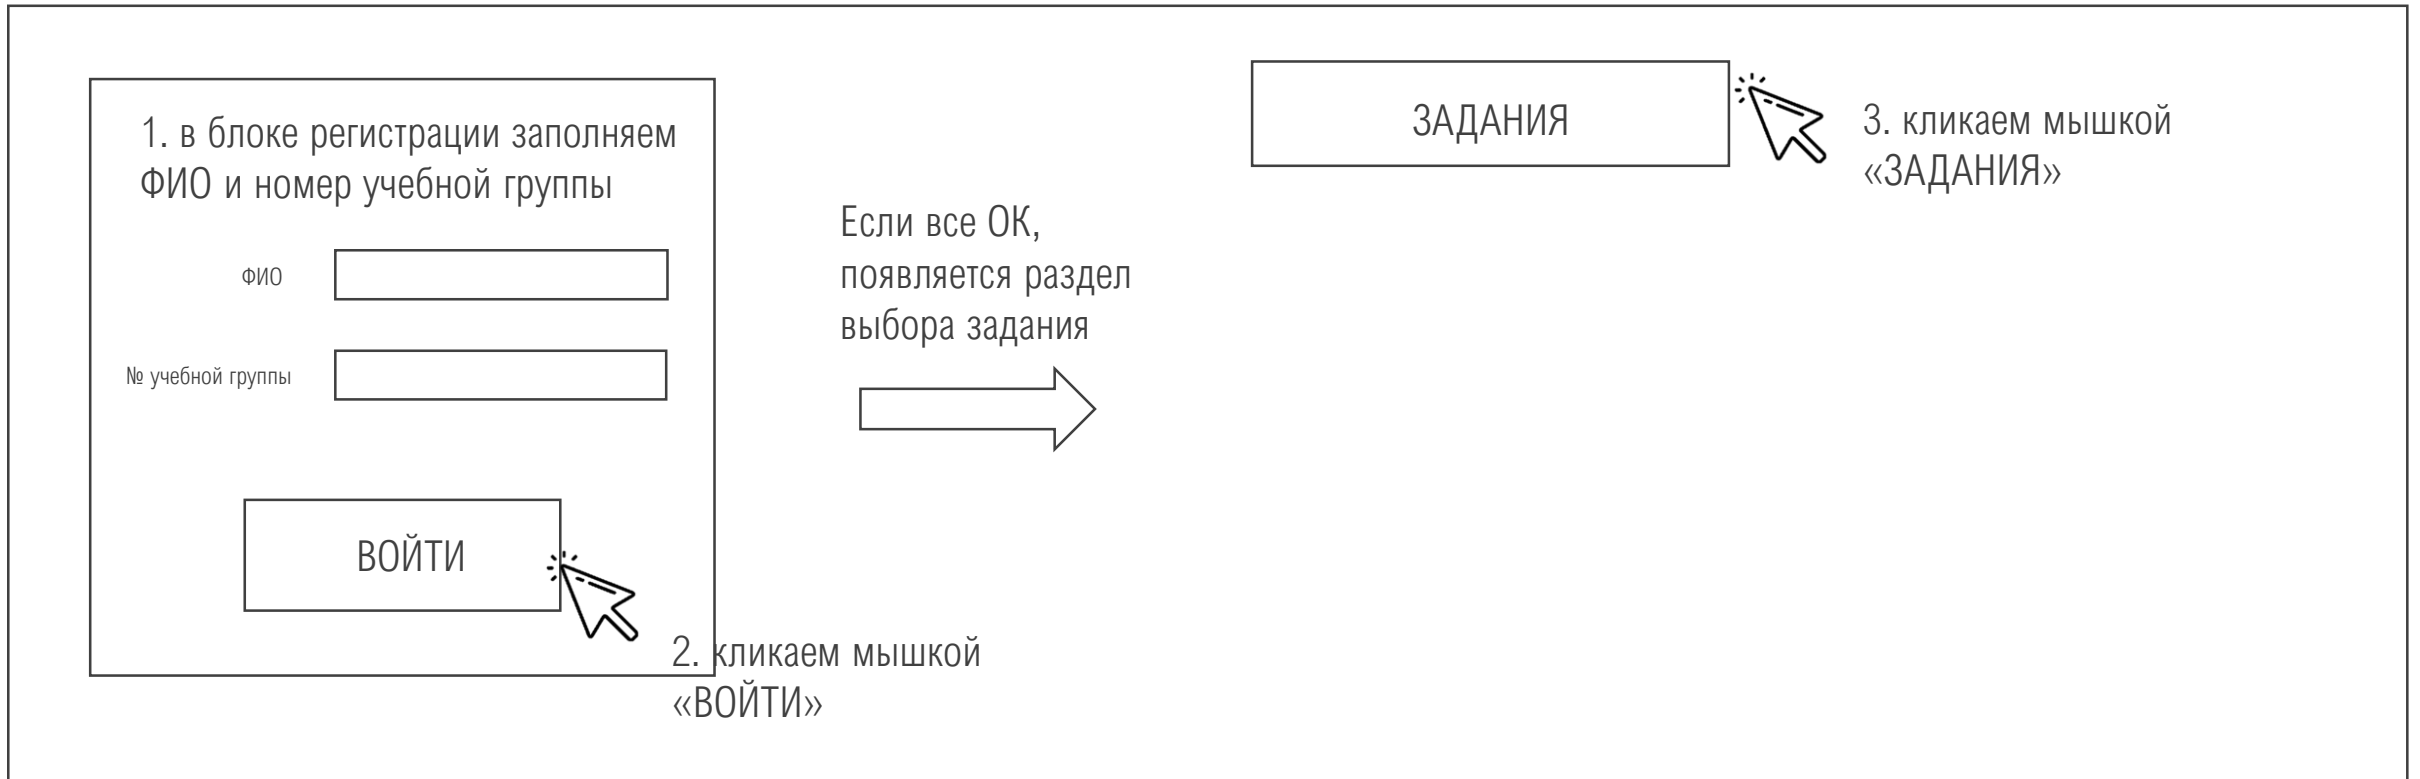 1. в блоке регистрации заполняем
ФИО и номер учебной группы
ФИО
№ учебной группы
ВОЙТИ
2. кликаем мышкой
«ВОЙТИ»
Если все ОК,
появляется раздел
выбора задания
ЗАДАНИЯ
3. кликаем мышкой
«ЗАДАНИЯ»